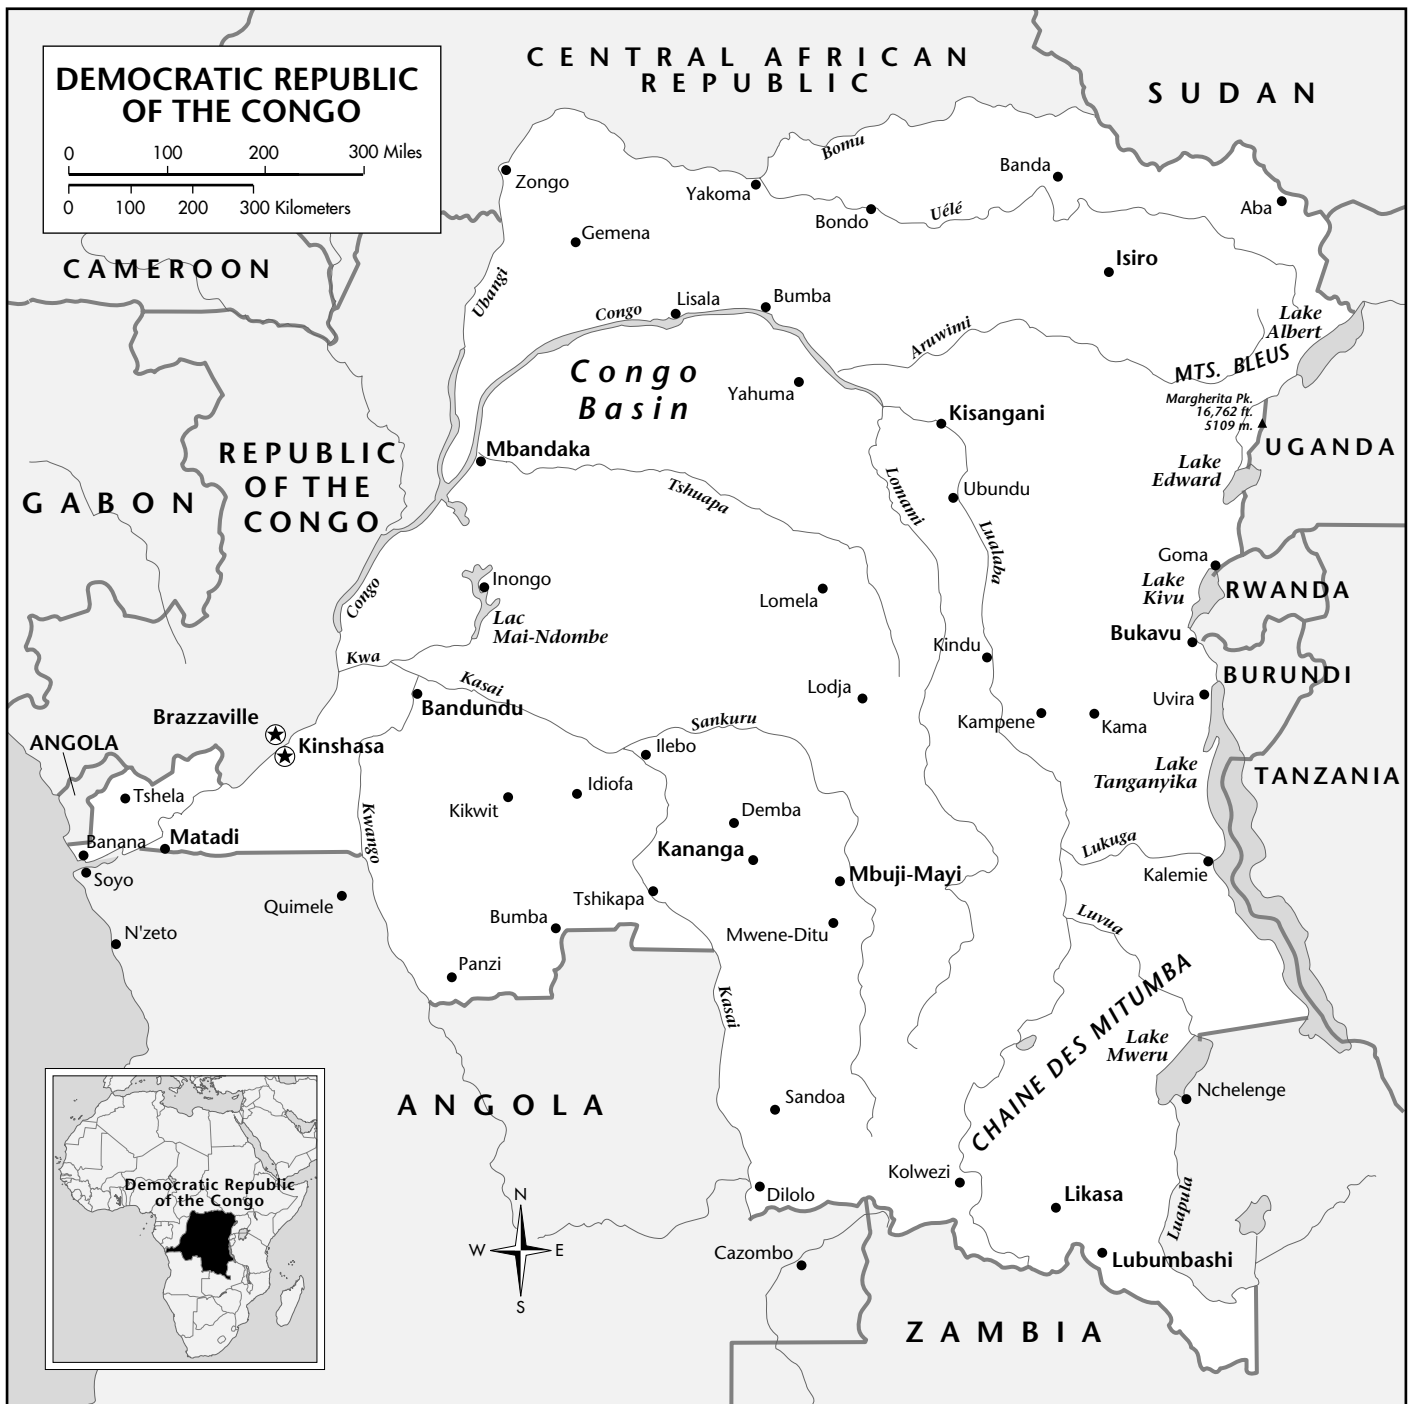 DEMOCRATIC REPUBLIC
OF THE CONGO
0 100 200 300 Miles
0 100 200 300 Kilometers
CENTRAL AFRICAN
REPUBLIC
SUDAN
CAMEROON
GABON
REPUBLIC
OF THE
CONGO
UGANDA
RWANDA
BURUNDI
TANZANIA
ANGOLA
ANGOLA
ZAMBIA
Bomu
Banda
Zongo
Yakoma
Bondo
Uélé
Aba
Gemena
Isiro
Ubangi
Congo
Lisala
Bumba
Lake
Albert
Aruwimi
MTS. BLEUS
Congo
Basin
Yahuma
Margherita Pk.
16,762 ft.
5109 m.
Kisangani
Mbandaka
Lake
Edward
Tshuapa
Lomami
Ubundu
Lualaba
Goma
Lake
Kivu
Congo
Inongo
Lac
Mai-Ndombe
Lomela
Bukavu
Kindu
Kwa
Kasai
Bandundu
Lodja
Uvira
Sankuru
Kampene
Kama
Brazzaville
Kinshasa
Ilebo
Lake
Tanganyika
Tshela
Idiofa
Kikwit
Kwango
Demba
Banana
Matadi
Kananga
Lukuga
Kalemie
Soyo
Mbuji-Mayi
Quimele
Tshikapa
Bumba
Luvua
N'zeto
Mwene-Ditu
Panzi
Kasai
CHAINE DES MITUMBA
Lake
Mweru
Nchelenge
Sandoa
Kolwezi
Dilolo
Likasa
Luapula
Cazombo
Lubumbashi
N
W E
S
Democratic Republic
of the Congo